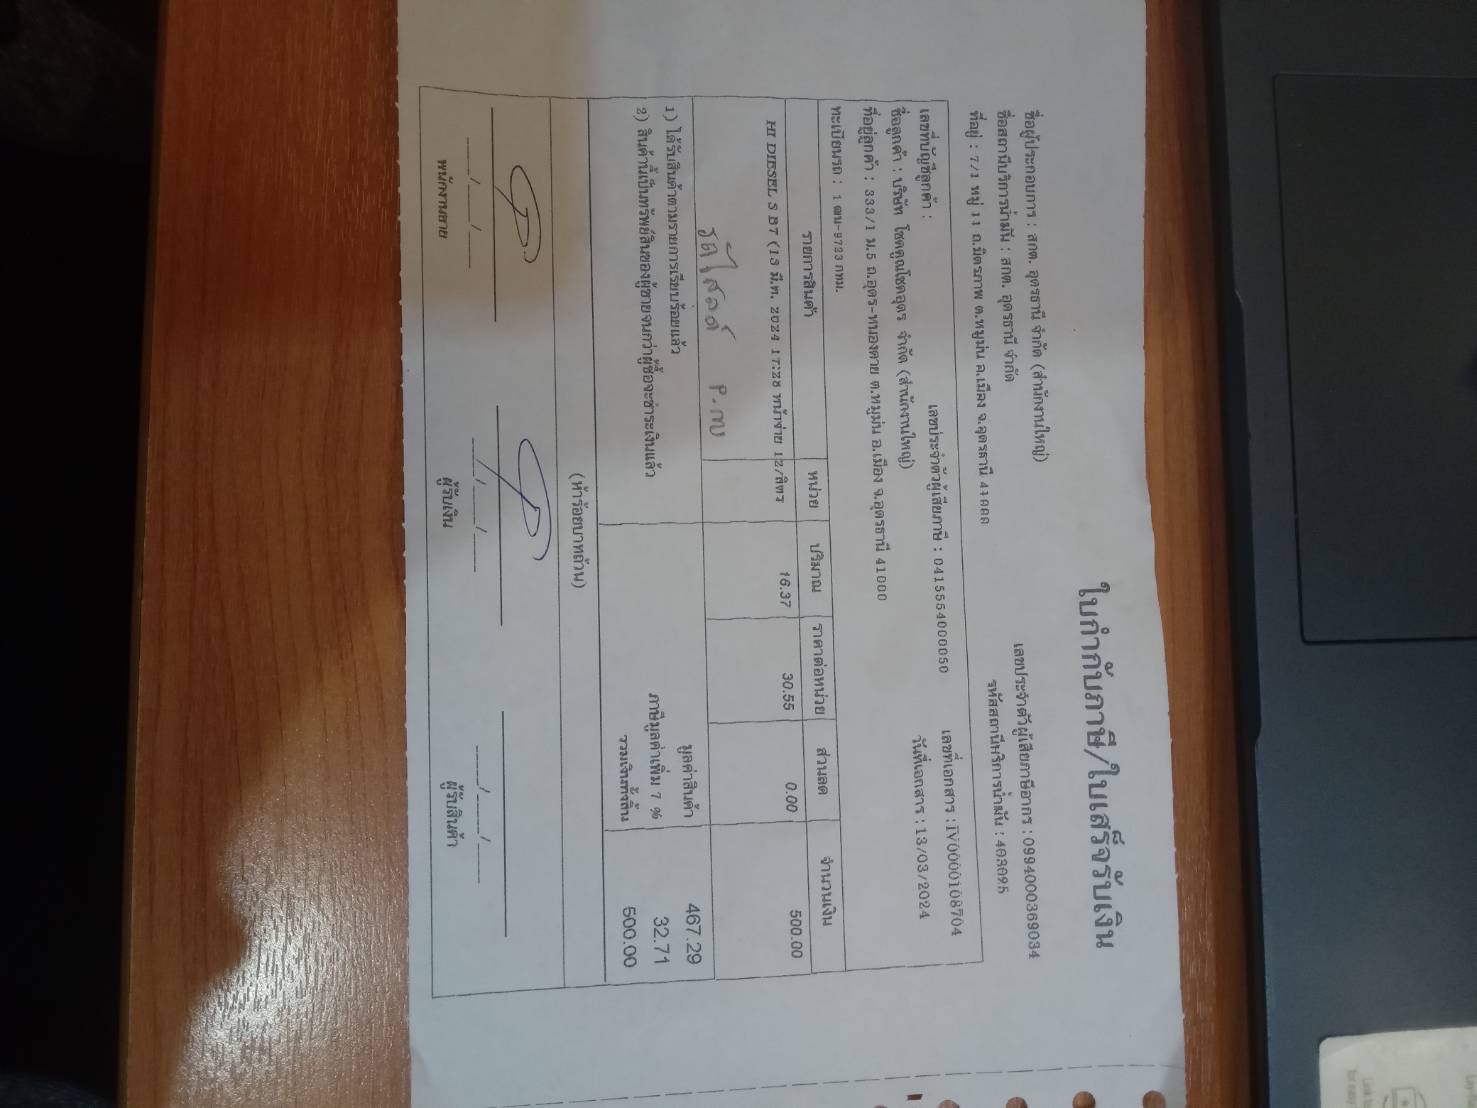 ใบกำกับภาษี/ใบเสร็จรับเงิน
ชื่อผู้ประกอบการ : สกต. อุดรธานี จำกัด (สำนักงานใหญ่) เลขประจำตัวผู้เสียภาษีอากร : 0994000369034
ชื่อสถานีบริการน้ำมัน : สกต. อุดรธานี จำกัด รหัสสถานีบริการน้ำมัน : 403095
ที่อยู่ : 7/1 หมู่ 11 ถ.มิตรภาพ ต.หมูม่น อ.เมือง จ.อุดรธานี 41000
เลขที่บัญชีลูกค้า : เลขประจำตัวผู้เสียภาษี : 0415554000050 เลขที่เอกสาร : IV0000108704
ชื่อลูกค้า : บริษัท โชคคูณโชคอุดร จำกัด (สำนักงานใหญ่) วันที่เอกสาร : 13/03/2024
ที่อยู่ลูกค้า : 333/1 ม.5 ถ.อุดร-หนองคาย ต.หมูม่น อ.เมือง จ.อุดรธานี 41000
ทะเบียนรถ : 1 ฒน-9723 กทม.
รายการสินค้า หน่วย ปริมาณ ราคาต่อหน่วย ส่วนลด จำนวนเงิน
HI DIESEL S B7 (13 มี.ค. 2024 17:28 หน้าจ่าย 12/ลิตร 16.37 30.55 0.00 500.00
1) ได้รับสินค้าตามรายการเรียบร้อยแล้ว มูลค่าสินค้า 467.29
2) สินค้านี้เป็นทรัพย์สินของผู้ขายจนกว่าผู้ซื้อจะชำระเงินแล้ว ภาษีมูลค่าเพิ่ม 7 % 32.71
รวมเงินทั้งสิ้น 500.00
(ห้าร้อยบาทถ้วน)
___/___/___ ___/___/___ ___/___/___
พนักงานขาย ผู้รับเงิน ผู้รับสินค้า